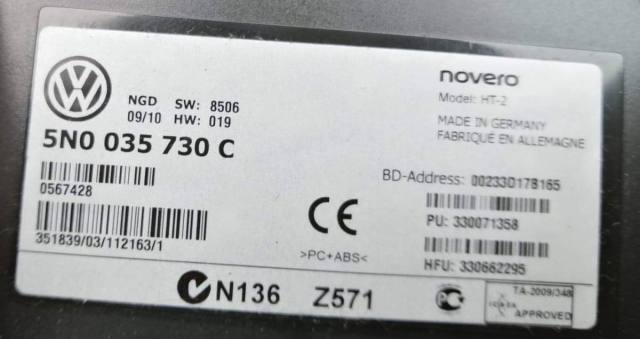 NGD SW: 8506
09/10 HW: 019
5N0 035 730 C
0567428
351839/03/112163/1
novero
Model: HT-2
MADE IN GERMANY
FABRIQUÉ EN ALLEMAGNE
BD-Address: 00233017B165
PU: 330071358
HFU: 330662295
CE
>PC+ABS<
N136 Z571
TA-2009/348
APPROVED